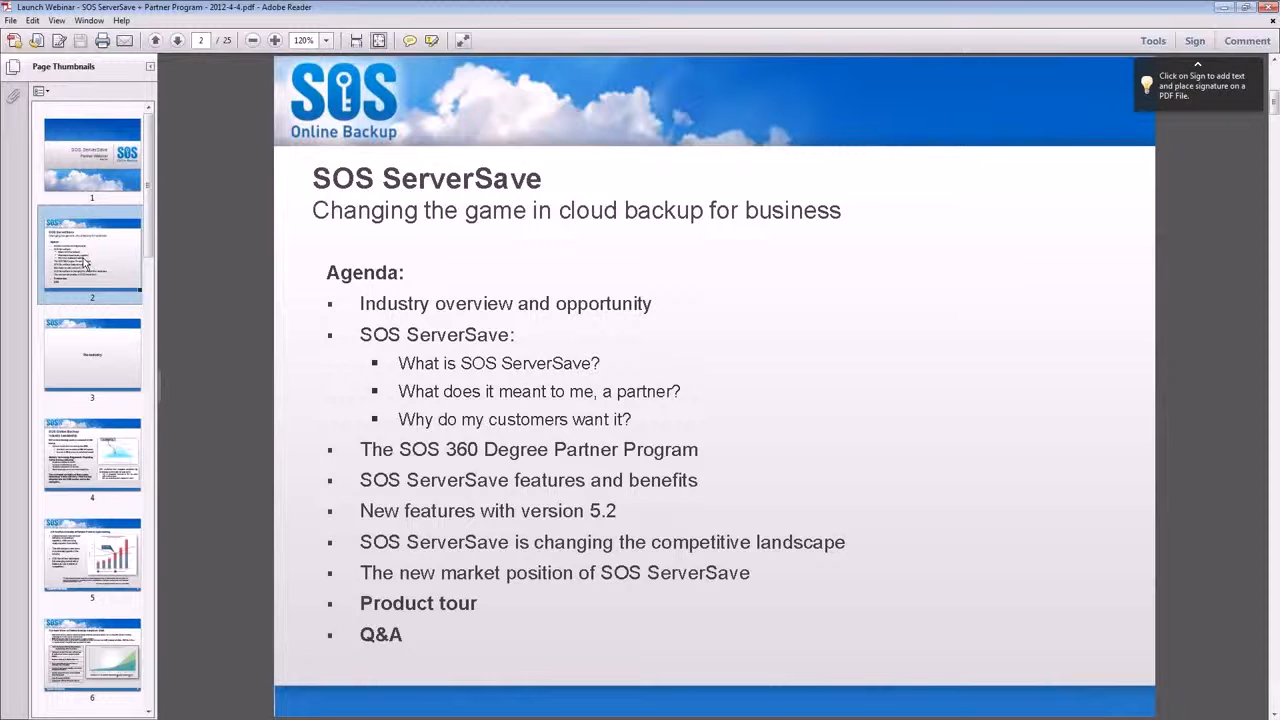 Launch Webinar - SOS ServerSave + Partner Program - 2012-4-4.pdf - Adobe Reader
File Edit View Window Help
2 / 25 120% Tools Sign Comment
Page Thumbnails
Click on Sign to add text
and place signature on a
PDF File.
SOS
Online Backup
SOS ServerSave
Changing the game in cloud backup for business
Agenda:
Industry overview and opportunity
SOS ServerSave:
What is SOS ServerSave?
What does it meant to me, a partner?
Why do my customers want it?
The SOS 360 Degree Partner Program
SOS ServerSave features and benefits
New features with version 5.2
SOS ServerSave is changing the competitive landscape
The new market position of SOS ServerSave
Product tour
Q&A
SOS ServerSave
Partner Webinar
SOS
1
2
3
4
5
6